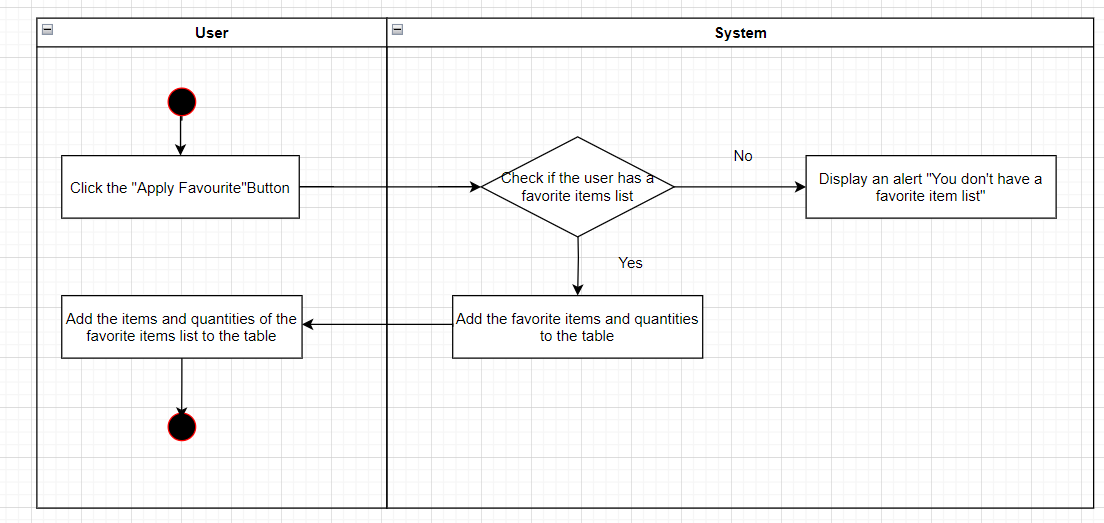 User
System
Click the "Apply Favourite"Button
Check if the user has a
favorite items list
No
Display an alert "You don't have a
favorite item list"
Yes
Add the items and quantities of the
favorite items list to the table
Add the favorite items and quantities
to the table